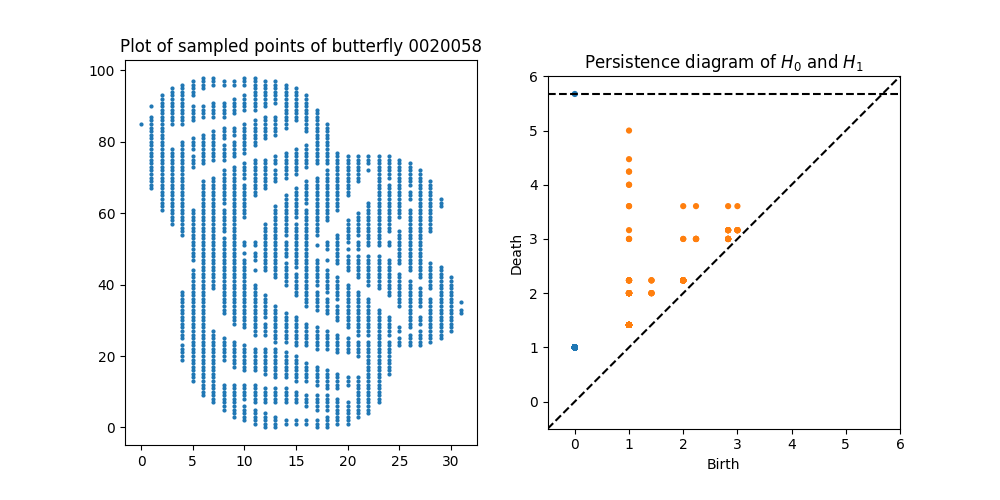 Plot of sampled points of butterfly 0020058
100
80
60
40
20
0
0 5 10 15 20 25 30
Persistence diagram of H₀ and H₁
6
5
4
3
2
1
0
Death
0 1 2 3 4 5 6
Birth